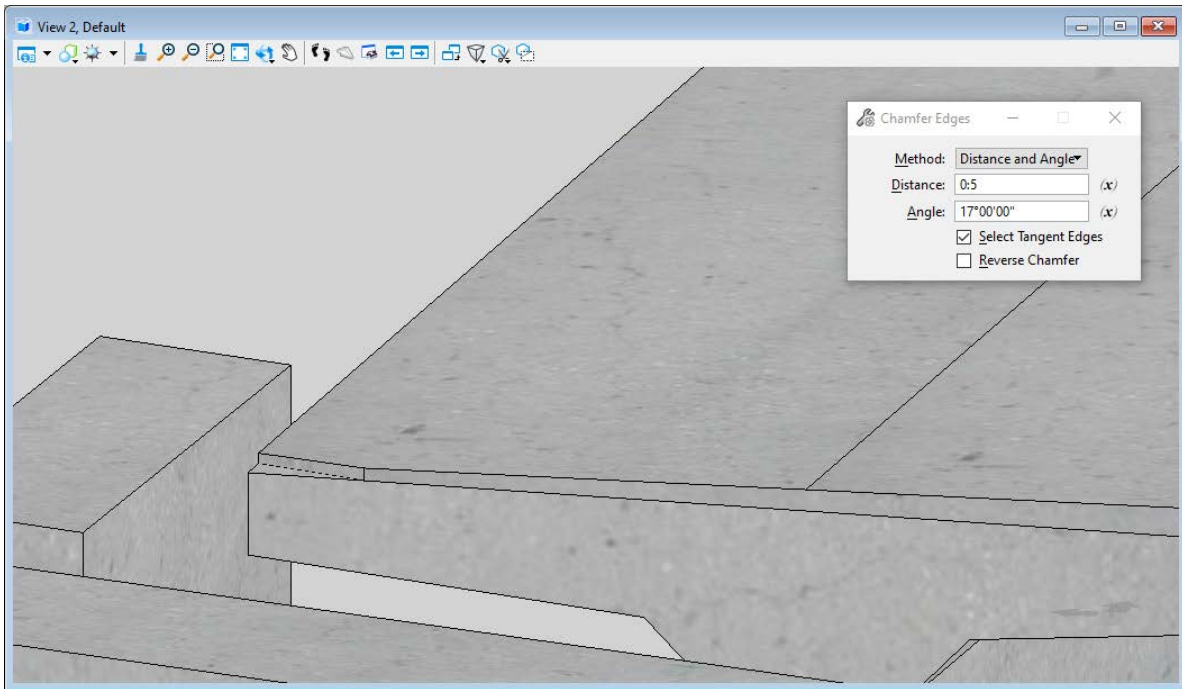 View 2, Default
Chamfer Edges
Method: Distance and Angle
Distance: 0:5 (x)
Angle: 17°00'00" (x)
Select Tangent Edges
Reverse Chamfer